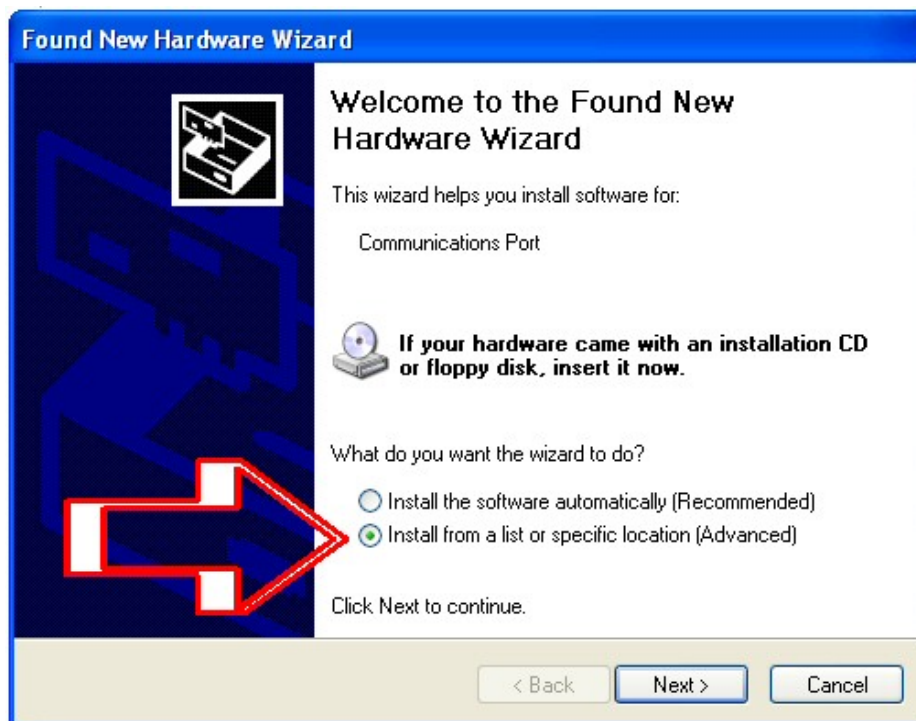 Found New Hardware Wizard
Welcome to the Found New
Hardware Wizard
This wizard helps you install software for:
Communications Port
If your hardware came with an installation CD
or floppy disk, insert it now.
What do you want the wizard to do?
Install the software automatically (Recommended)
Install from a list or specific location (Advanced)
Click Next to continue.
< Back Next > Cancel